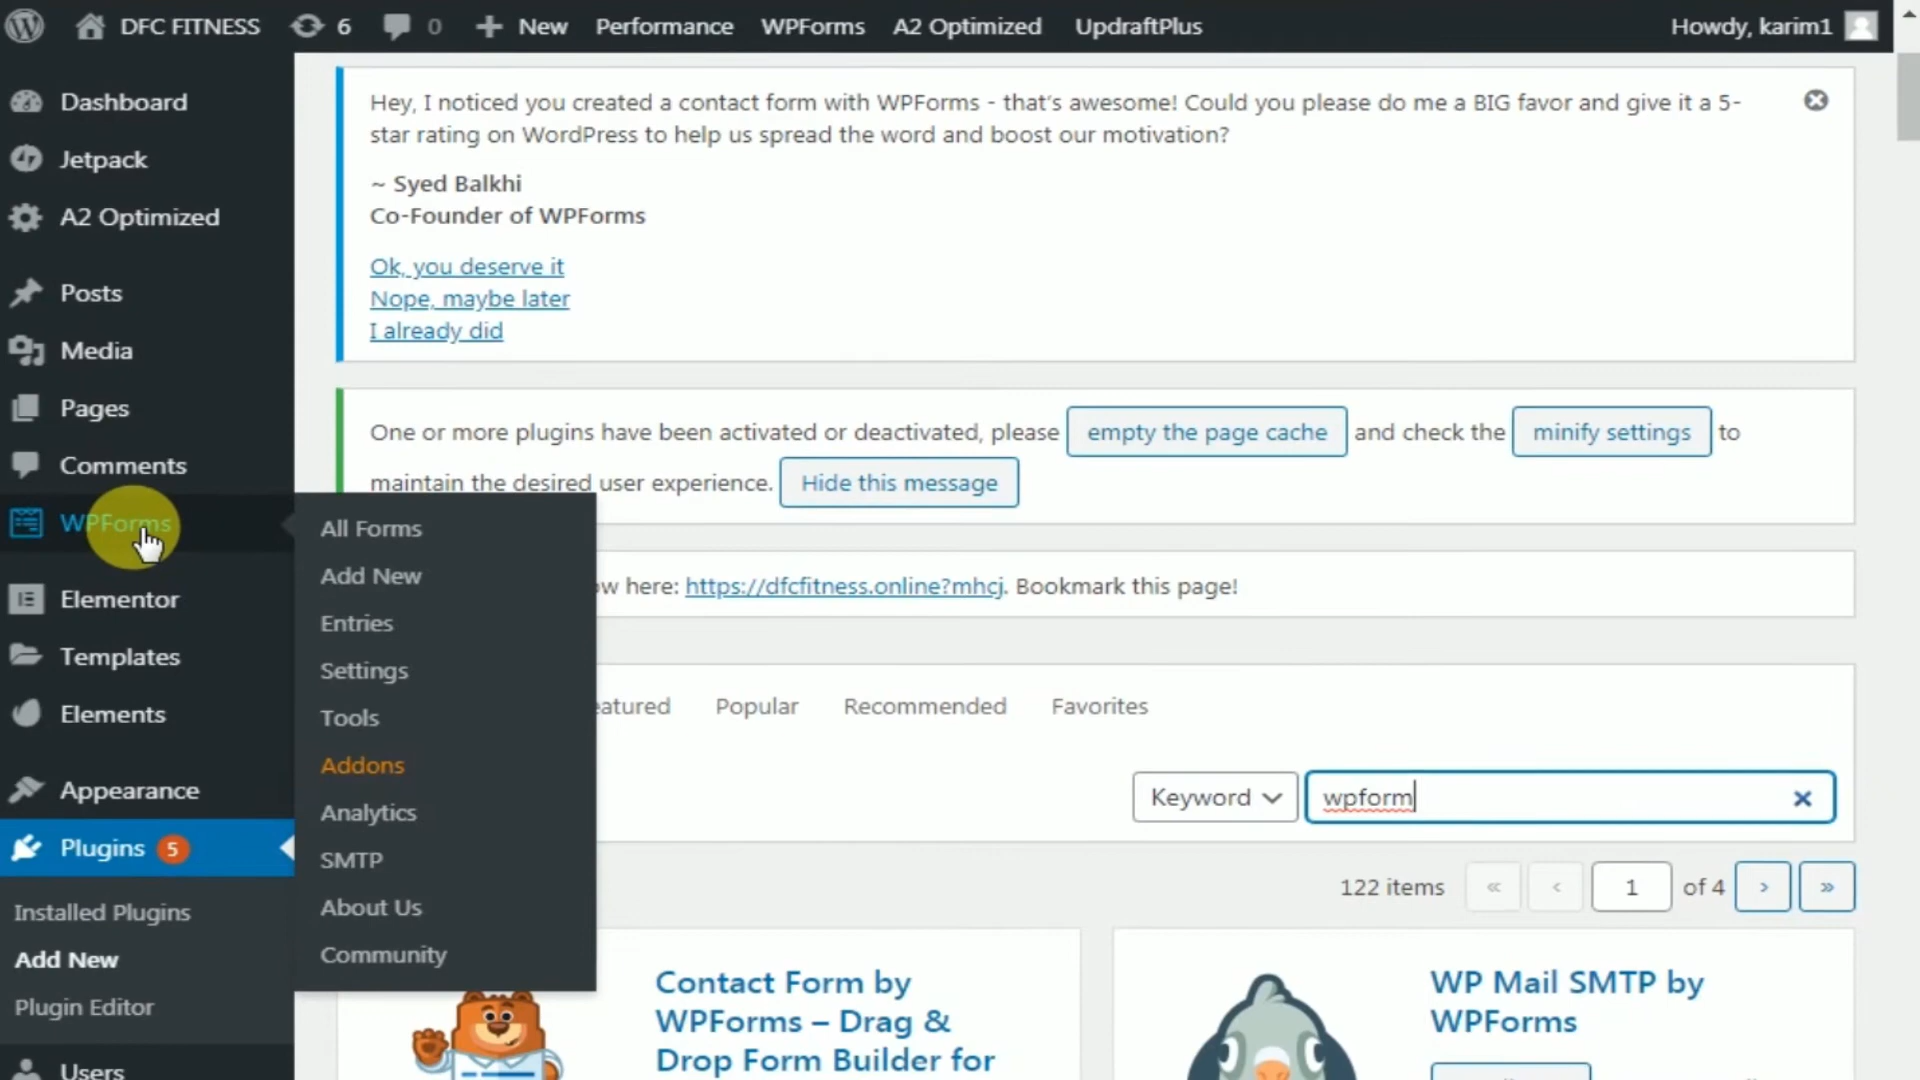 DFC FITNESS 6 0 New Performance WPForms A2 Optimized UpdraftPlus Howdy, karim1
Dashboard
Jetpack
A2 Optimized
Posts
Media
Pages
Comments
WPForms
Elementor
Templates
Elements
Appearance
Plugins 5
Installed Plugins
Add New
Plugin Editor
Users
All Forms
Add New
Entries
Settings
Tools
Addons
Analytics
SMTP
About Us
Community
Hey, I noticed you created a contact form with WPForms - that's awesome! Could you please do me a BIG favor and give it a 5-
star rating on WordPress to help us spread the word and boost our motivation?
~ Syed Balkhi
Co-Founder of WPForms
Ok, you deserve it
Nope, maybe later
I already did
One or more plugins have been activated or deactivated, please empty the page cache and check the minify settings to
maintain the desired user experience. Hide this message
here: https://dfcfitness.online?mhcj. Bookmark this page!
Popular Recommended Favorites
Keyword wpform
122 items « ‹ 1 of 4 › »
Contact Form by
WPForms – Drag &
Drop Form Builder for
WP Mail SMTP by
WPForms